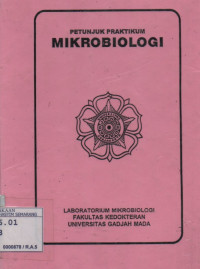 PETUNJUK PRAKTIKUM
MIKROBIOLOGI
LABORATORIUM MIKROBIOLOGI
FAKULTAS KEDOKTERAN
UNIVERSITAS GADJAH MADA